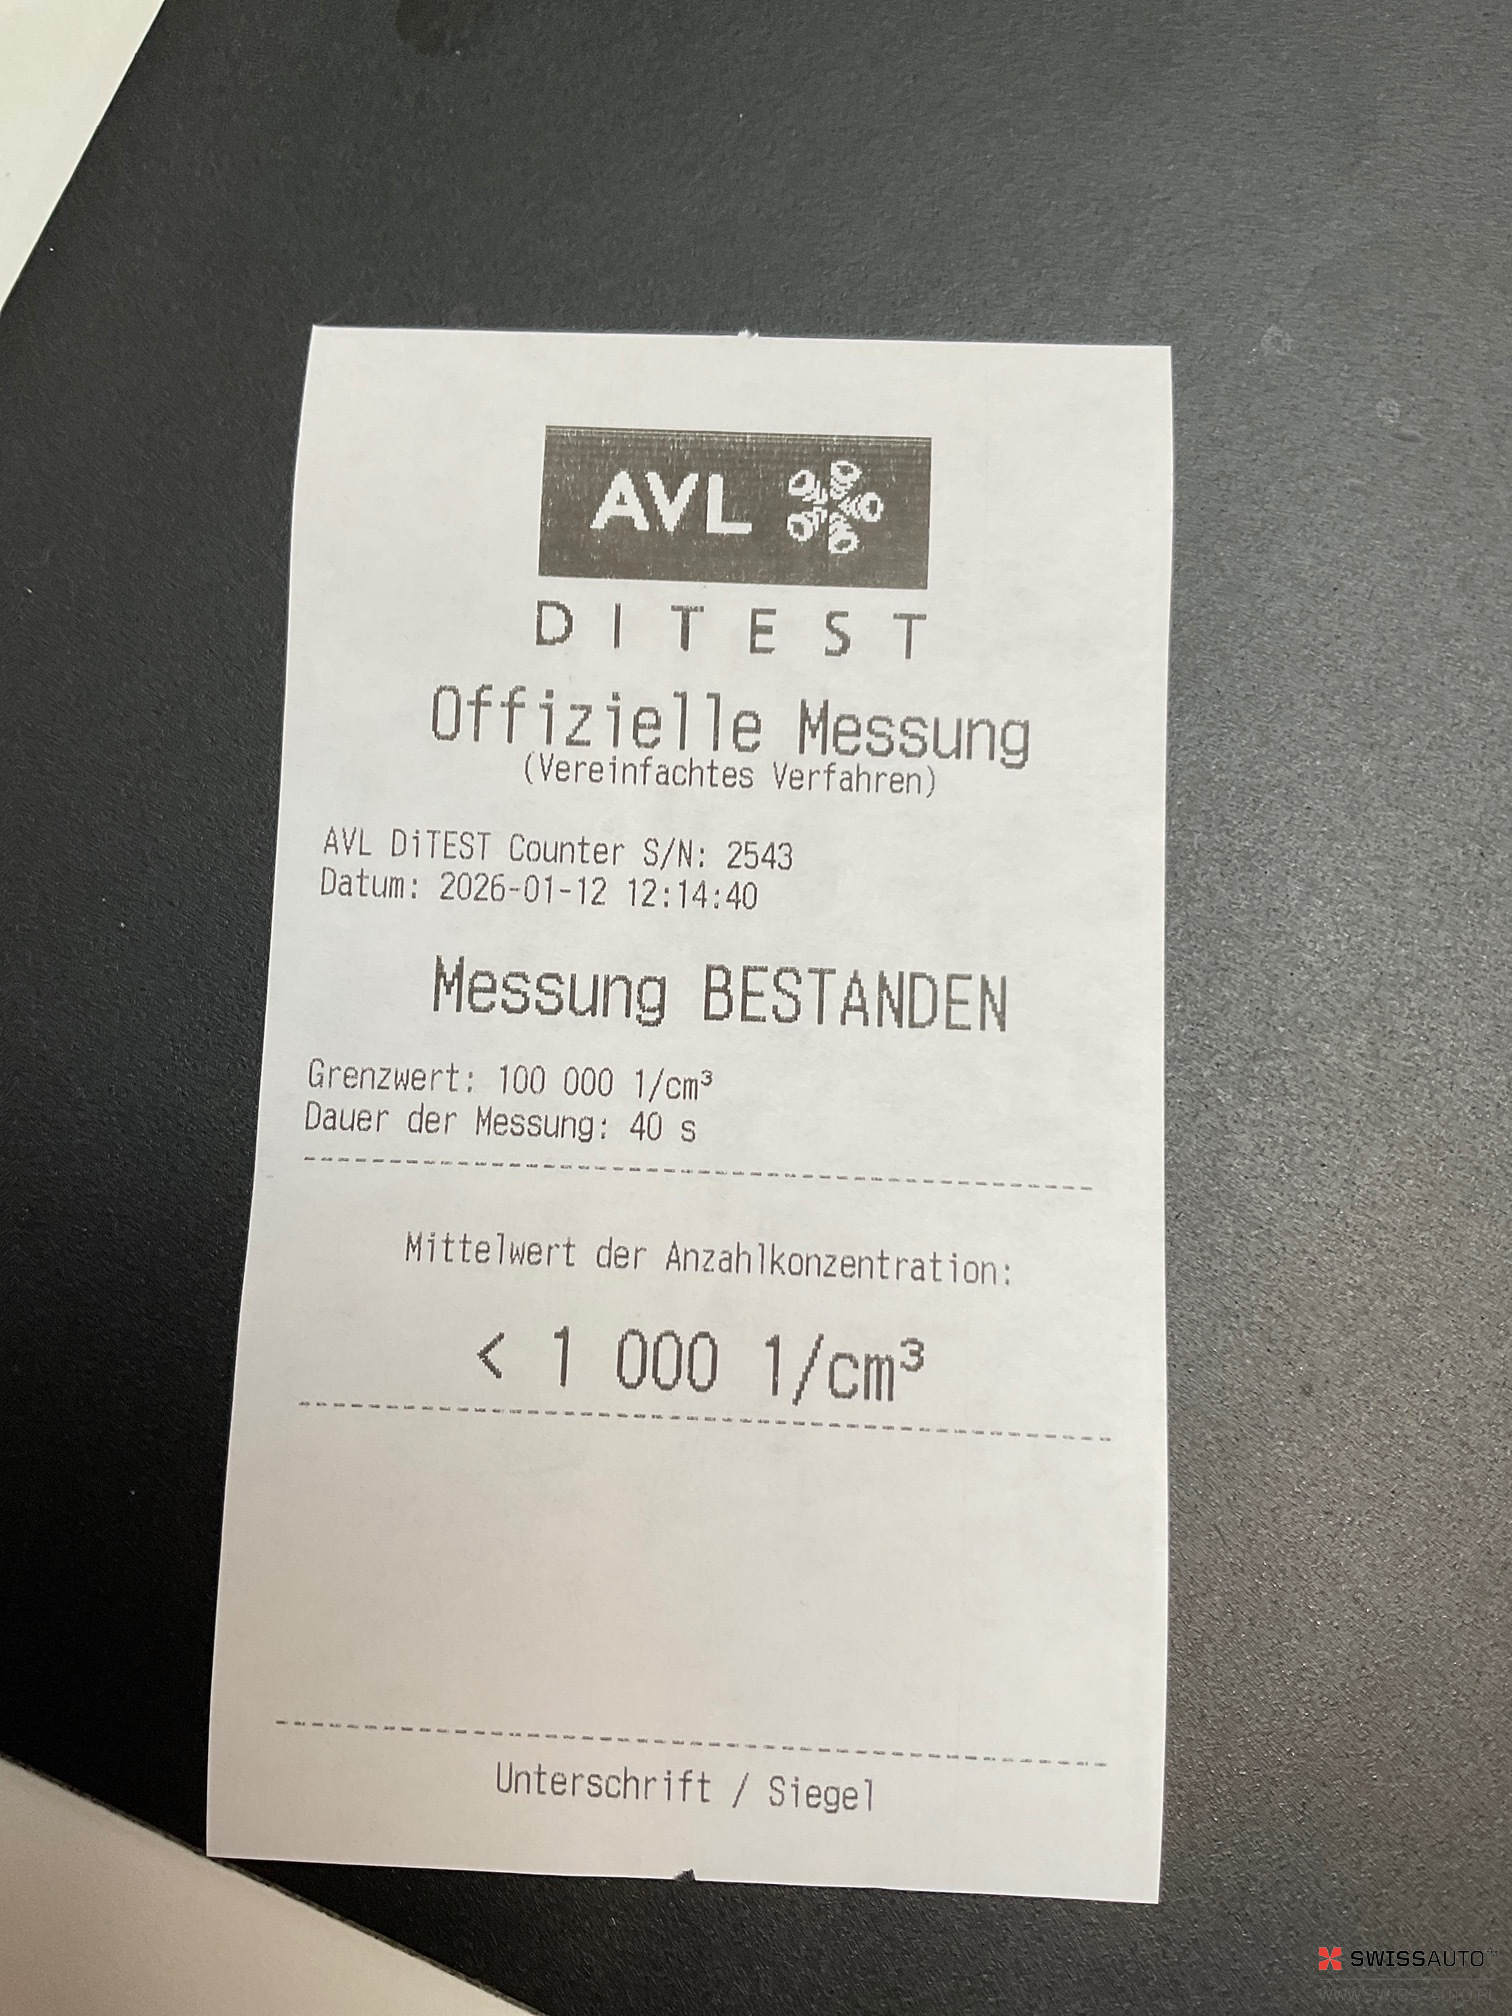 AVL
DITEST
Offizielle Messung
(Vereinfachtes Verfahren)
AVL DiTEST Counter S/N: 2543
Datum: 2026-01-12 12:14:40
Messung BESTANDEN
Grenzwert: 100 000 1/cm³
Dauer der Messung: 40 s
Mittelwert der Anzahlkonzentration:
< 1 000 1/cm³
Unterschrift / Siegel
SWISSAUTO